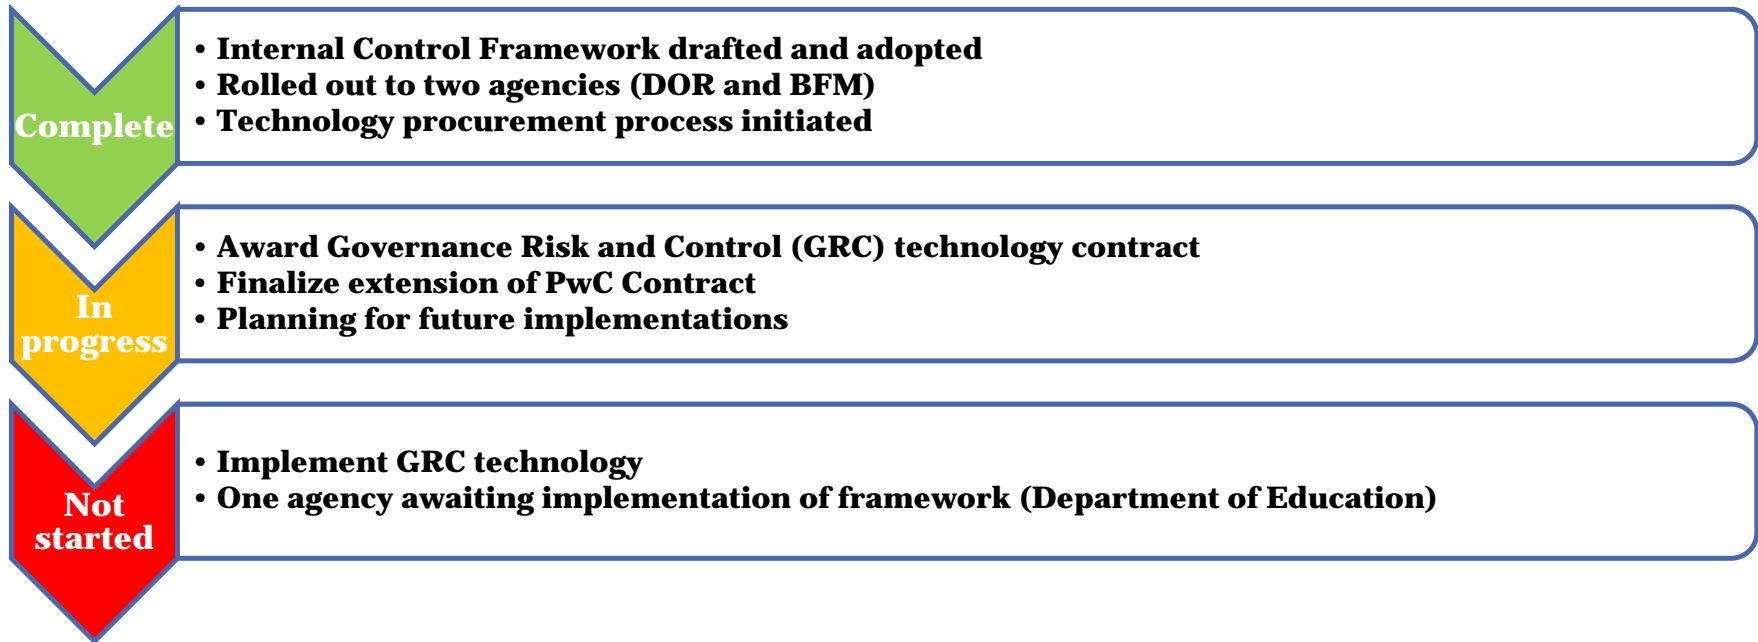 Complete
• Internal Control Framework drafted and adopted
• Rolled out to two agencies (DOR and BFM)
• Technology procurement process initiated
In
progress
• Award Governance Risk and Control (GRC) technology contract
• Finalize extension of PwC Contract
• Planning for future implementations
Not
started
• Implement GRC technology
• One agency awaiting implementation of framework (Department of Education)